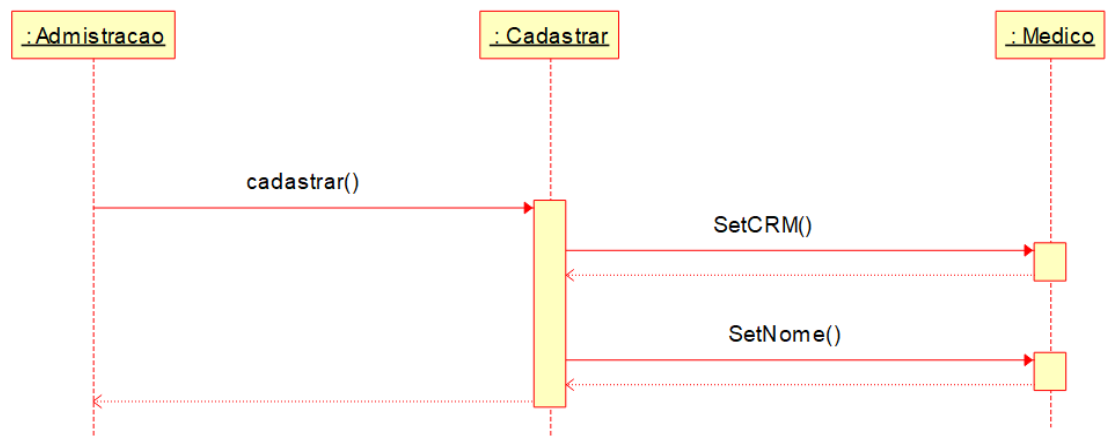 : Admistracao
: Cadastrar
: Medico
cadastrar()
SetCRM()
SetNome()